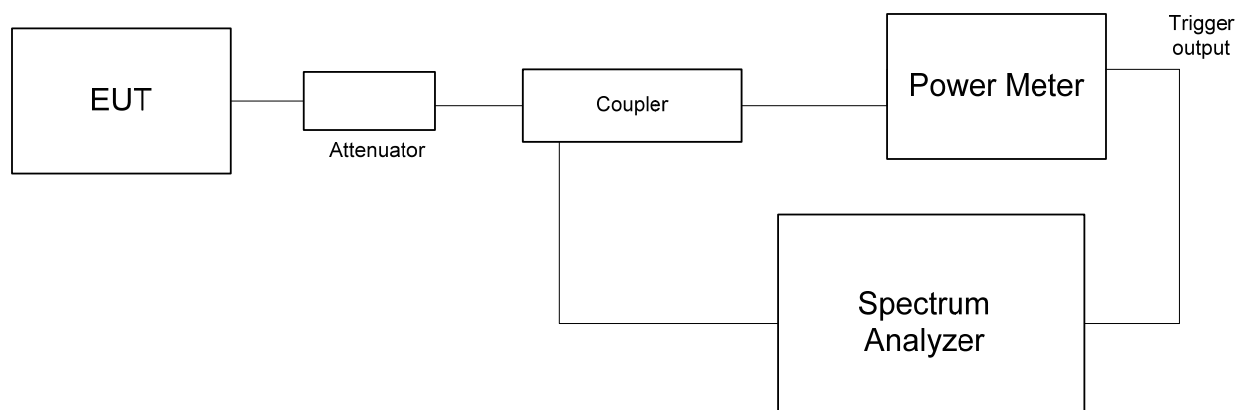 EUT
Attenuator
Coupler
Power Meter
Trigger
output
Spectrum
Analyzer